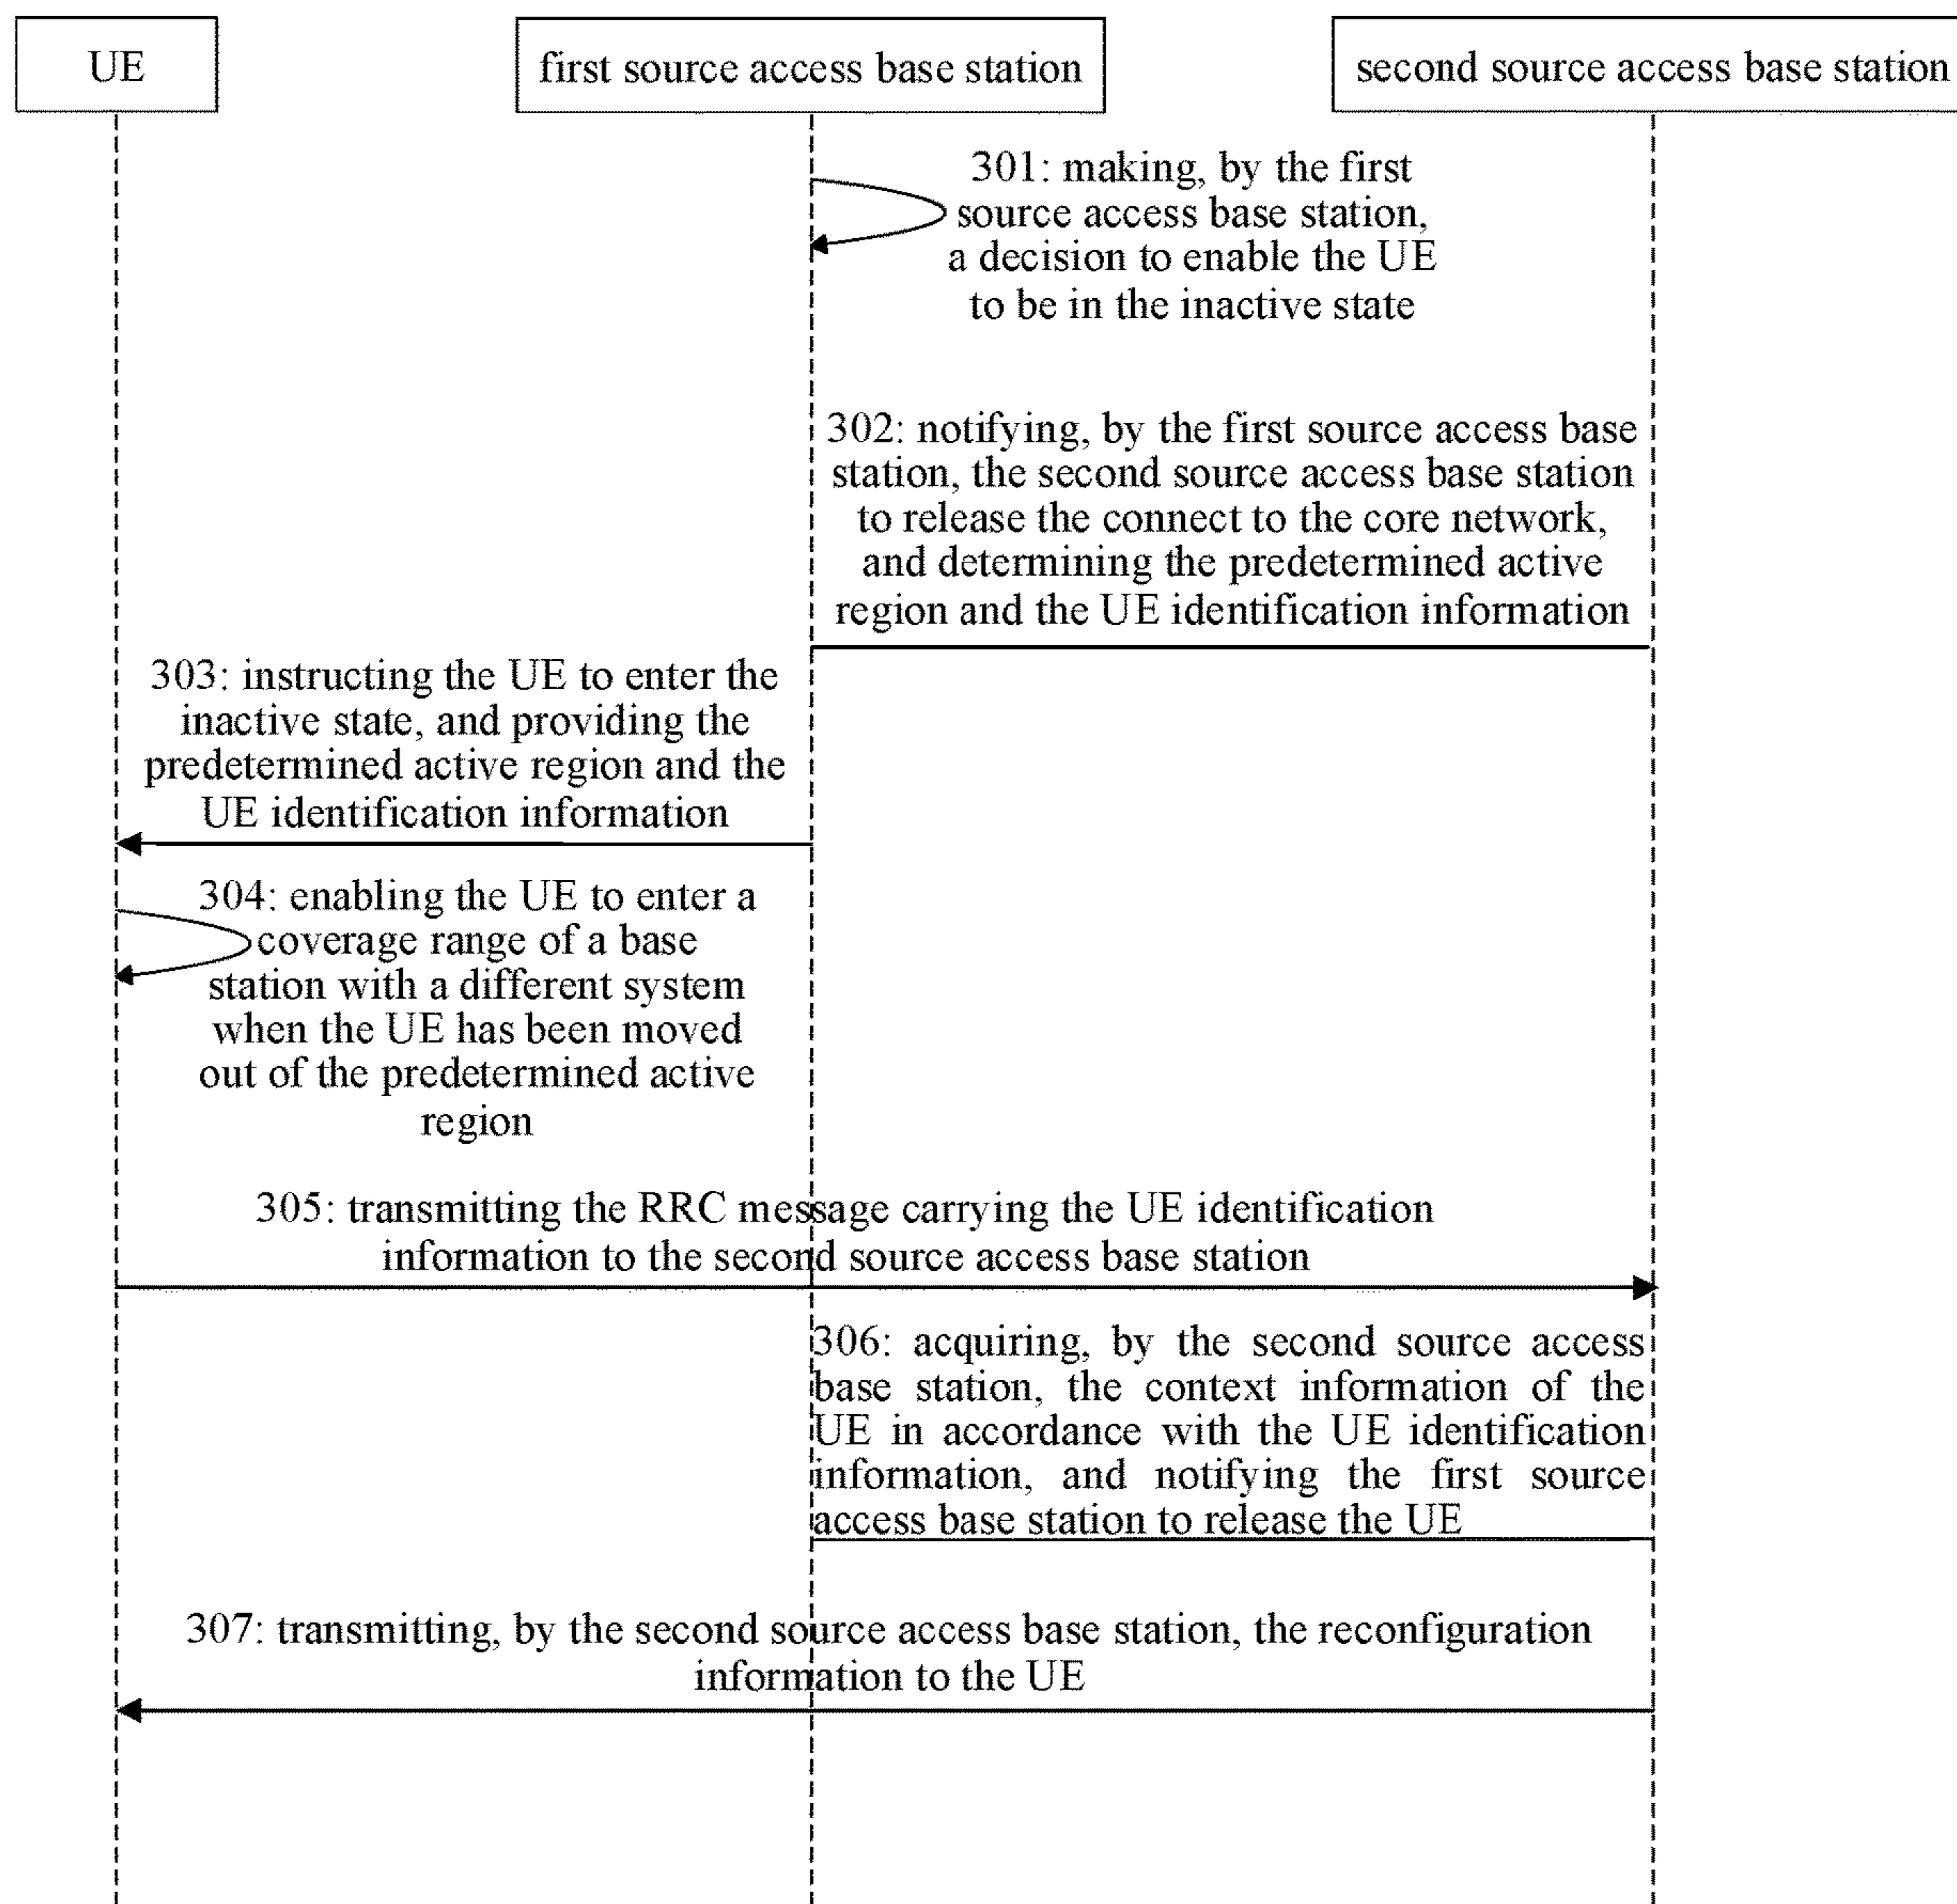 UE
first source access base station
second source access base station
301: making, by the first
source access base station,
a decision to enable the UE
to be in the inactive state
302: notifying, by the first source access base
station, the second source access base station
to release the connect to the core network,
and determining the predetermined active
region and the UE identification information
303: instructing the UE to enter the
inactive state, and providing the
predetermined active region and the
UE identification information
304: enabling the UE to enter a
coverage range of a base
station with a different system
when the UE has been moved
out of the predetermined active
region
305: transmitting the RRC message carrying the UE identification
information to the second source access base station
306: acquiring, by the second source access
base station, the context information of the
UE in accordance with the UE identification
information, and notifying the first source
access base station to release the UE
307: transmitting, by the second source access base station, the reconfiguration
information to the UE